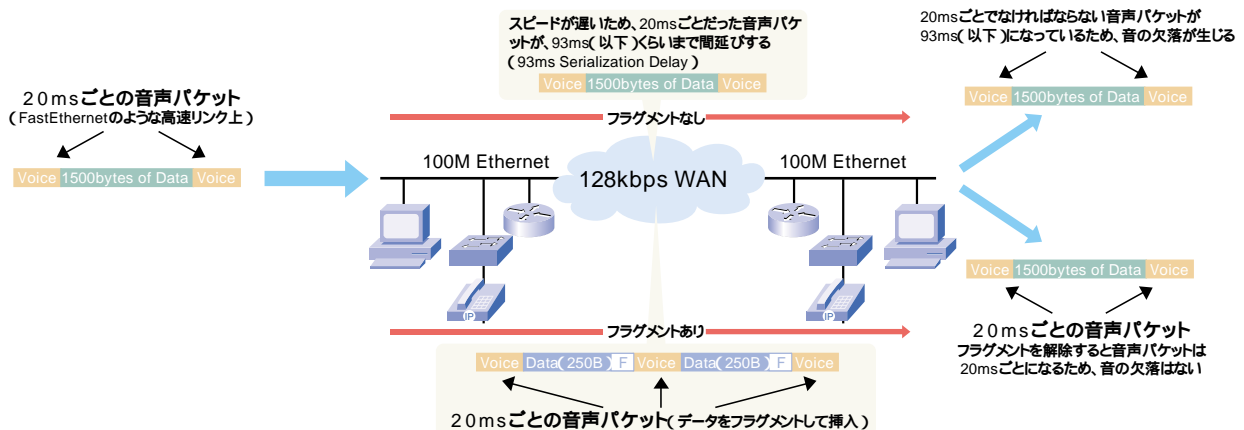 スピードが遅いため、20msごとだった音声パケ
ットが、93ms(以下)くらいまで間延びする
(93ms Serialization Delay)
Voice 1500bytes of Data Voice
フラグメントなし
20msごとの音声パケット
(FastEthernetのような高速リンク上)
Voice 1500bytes of Data Voice
100M Ethernet
128kbps WAN
100M Ethernet
IP
IP
フラグメントあり
Voice Data(250B) F Voice Data(250B) F Voice
20msごとの音声パケット(データをフラグメントして挿入)
20msごとでなければならない音声パケットが
93ms(以下)になっているため、音の欠落が生じる
Voice 1500bytes of Data Voice
Voice 1500bytes of Data Voice
20msごとの音声パケット
フラグメントを解除すると音声パケットは
20msごとになるため、音の欠落はない